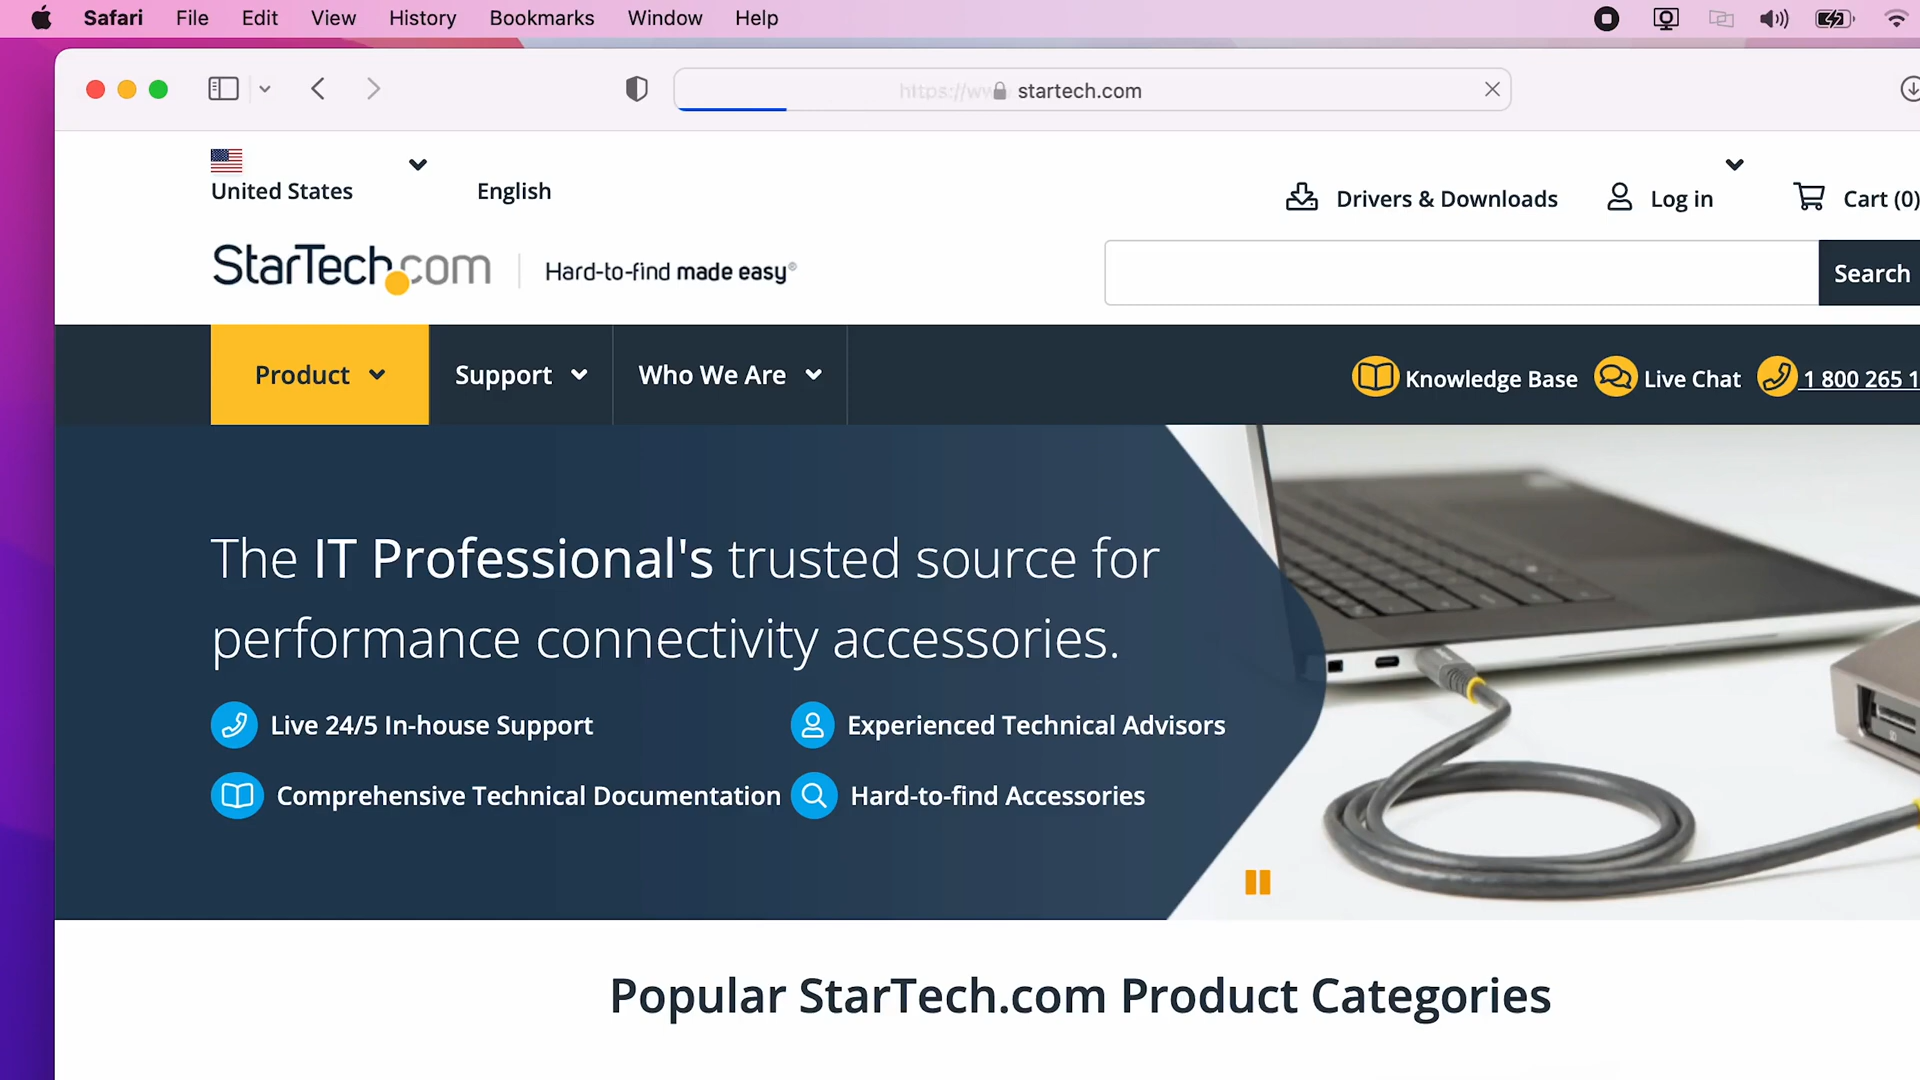 Safari File Edit View History Bookmarks Window Help
startech.com
United States English
Drivers & Downloads Log in Cart (0)
StarTech.com Hard-to-find made easy®
Search
Product Support Who We Are
Knowledge Base Live Chat 1 800 265 1
The IT Professional's trusted source for
performance connectivity accessories.
Live 24/5 In-house Support Experienced Technical Advisors
Comprehensive Technical Documentation Hard-to-find Accessories
Popular StarTech.com Product Categories